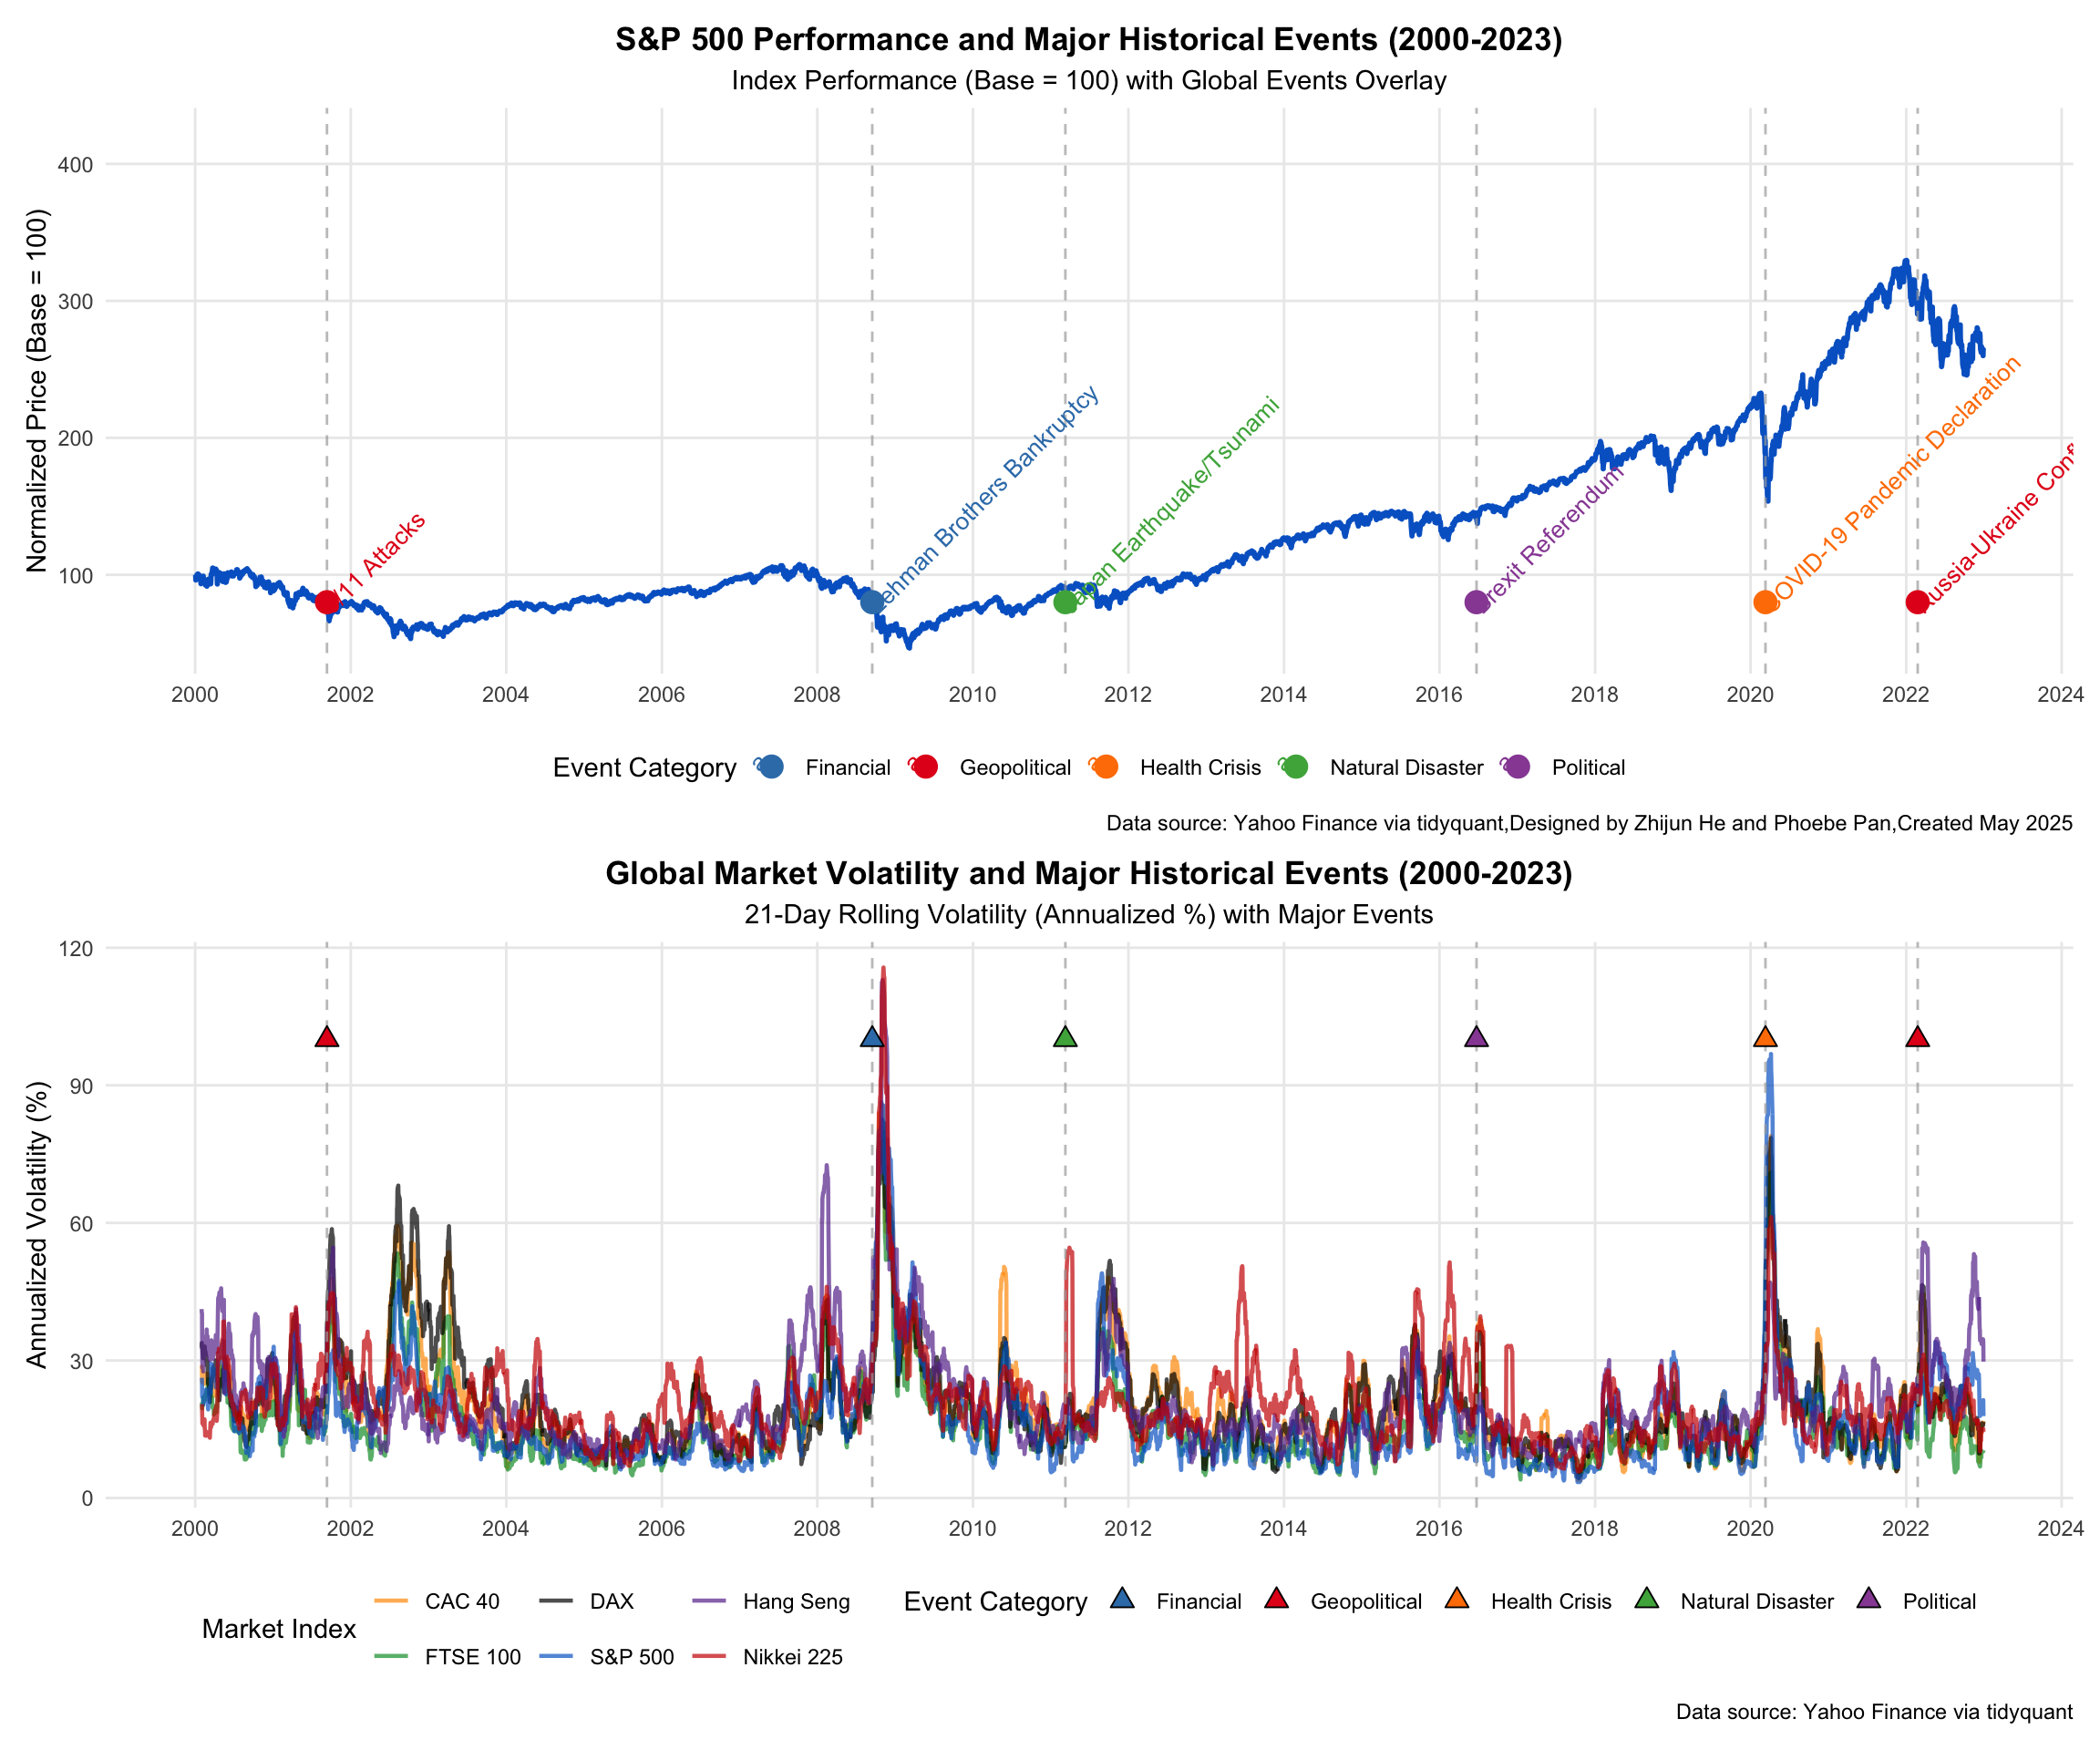 S&P 500 Performance and Major Historical Events (2000-2023)
Index Performance (Base = 100) with Global Events Overlay
Normalized Price (Base = 100)
400
300
200
100
11 Attacks
Lehman Brothers Bankruptcy
Japan Earthquake/Tsunami
Brexit Referendum
COVID-19 Pandemic Declaration
Russia-Ukraine Conf
2000 2002 2004 2006 2008 2010 2012 2014 2016 2018 2020 2022 2024
Event Category Financial Geopolitical Health Crisis Natural Disaster Political
Data source: Yahoo Finance via tidyquant,Designed by Zhijun He and Phoebe Pan,Created May 2025
Global Market Volatility and Major Historical Events (2000-2023)
21-Day Rolling Volatility (Annualized %) with Major Events
Annualized Volatility (%)
120
90
60
30
0
2000 2002 2004 2006 2008 2010 2012 2014 2016 2018 2020 2022 2024
Market Index
CAC 40 DAX Hang Seng
FTSE 100 S&P 500 Nikkei 225
Event Category Financial Geopolitical Health Crisis Natural Disaster Political
Data source: Yahoo Finance via tidyquant